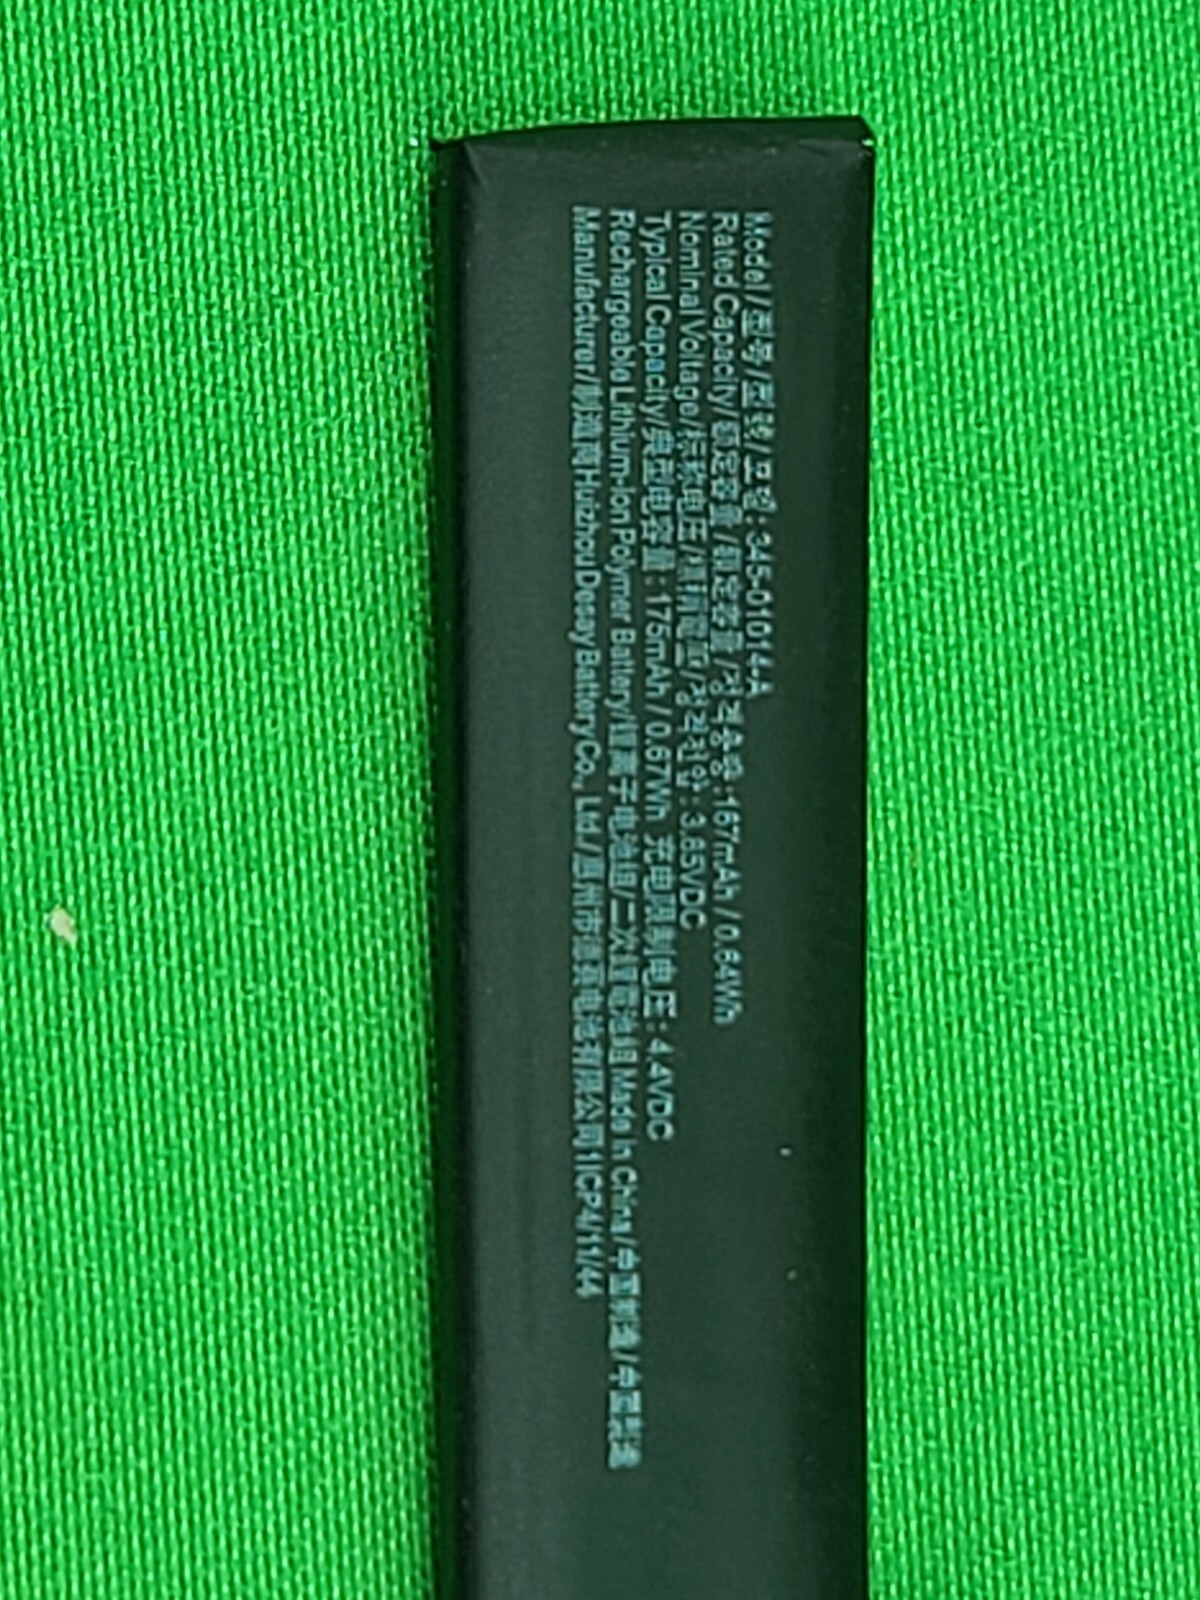 Model/型号/型號/모델: 345-01014-A
Rated Capacity/额定容量/額定容量/정격용량:167mAh / 0.64Wh
Nominal Voltage/标称电压/標稱電壓/정격전압: 3.85VDC
Typical Capacity/典型电容量: 175mAh / 0.67Wh 充电限制电压: 4.4VDC
Rechargeable Lithium-Ion Polymer Battery/锂离子电池组/二次鋰電池組 Made In China/中国制造/中國製造
Manufacturer/制造商 Huizhou Desay Battery Co., Ltd./惠州市德赛电池有限公司 1ICP4/11/44